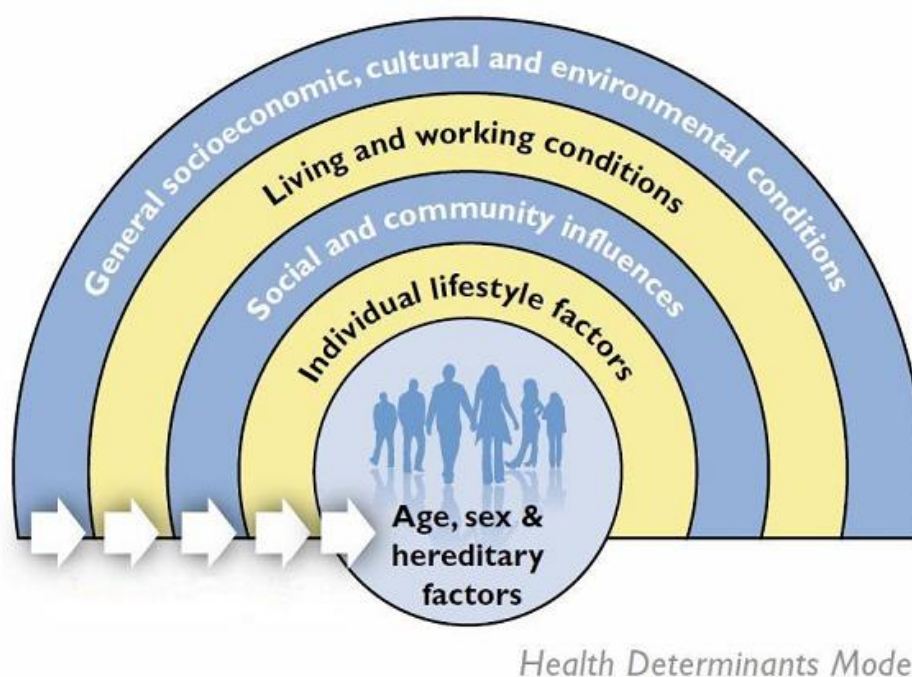 General socioeconomic, cultural and environmental conditions
Living and working conditions
Social and community influences
Individual lifestyle factors
Age, sex &
hereditary
factors
Health Determinants Mode